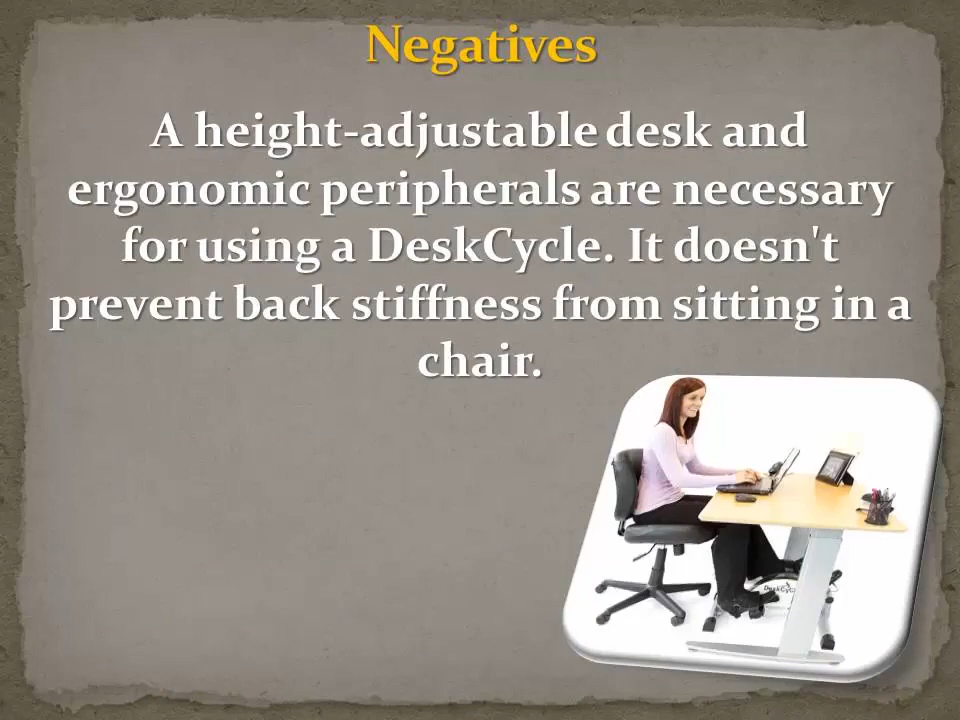 Negatives
A height-adjustable desk and
ergonomic peripherals are necessary
for using a DeskCycle. It doesn't
prevent back stiffness from sitting in a
chair.
DeskCycle